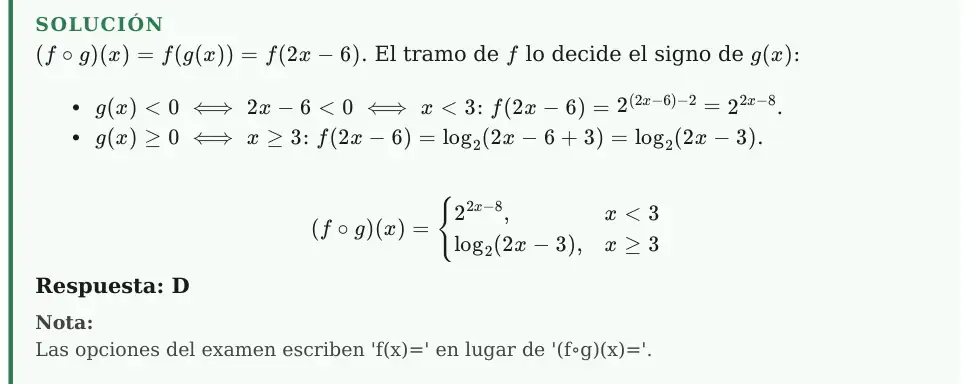 SOLUCIÓN
(f ∘ g)(x) = f(g(x)) = f(2x − 6). El tramo de f lo decide el signo de g(x):
• g(x) < 0 ⟺ 2x − 6 < 0 ⟺ x < 3: f(2x − 6) = 2^{(2x−6)−2} = 2^{2x−8}.
• g(x) ≥ 0 ⟺ x ≥ 3: f(2x − 6) = log₂(2x − 6 + 3) = log₂(2x − 3).
(f ∘ g)(x) = { 2^{2x−8}, x < 3
log₂(2x − 3), x ≥ 3
Respuesta: D
Nota:
Las opciones del examen escriben 'f(x)=' en lugar de '(f∘g)(x)='.